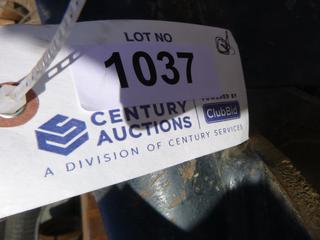 LOT NO
1037
CENTURY
AUCTIONS
POWERED BY
ClubBid
A DIVISION OF CENTURY SERVICES